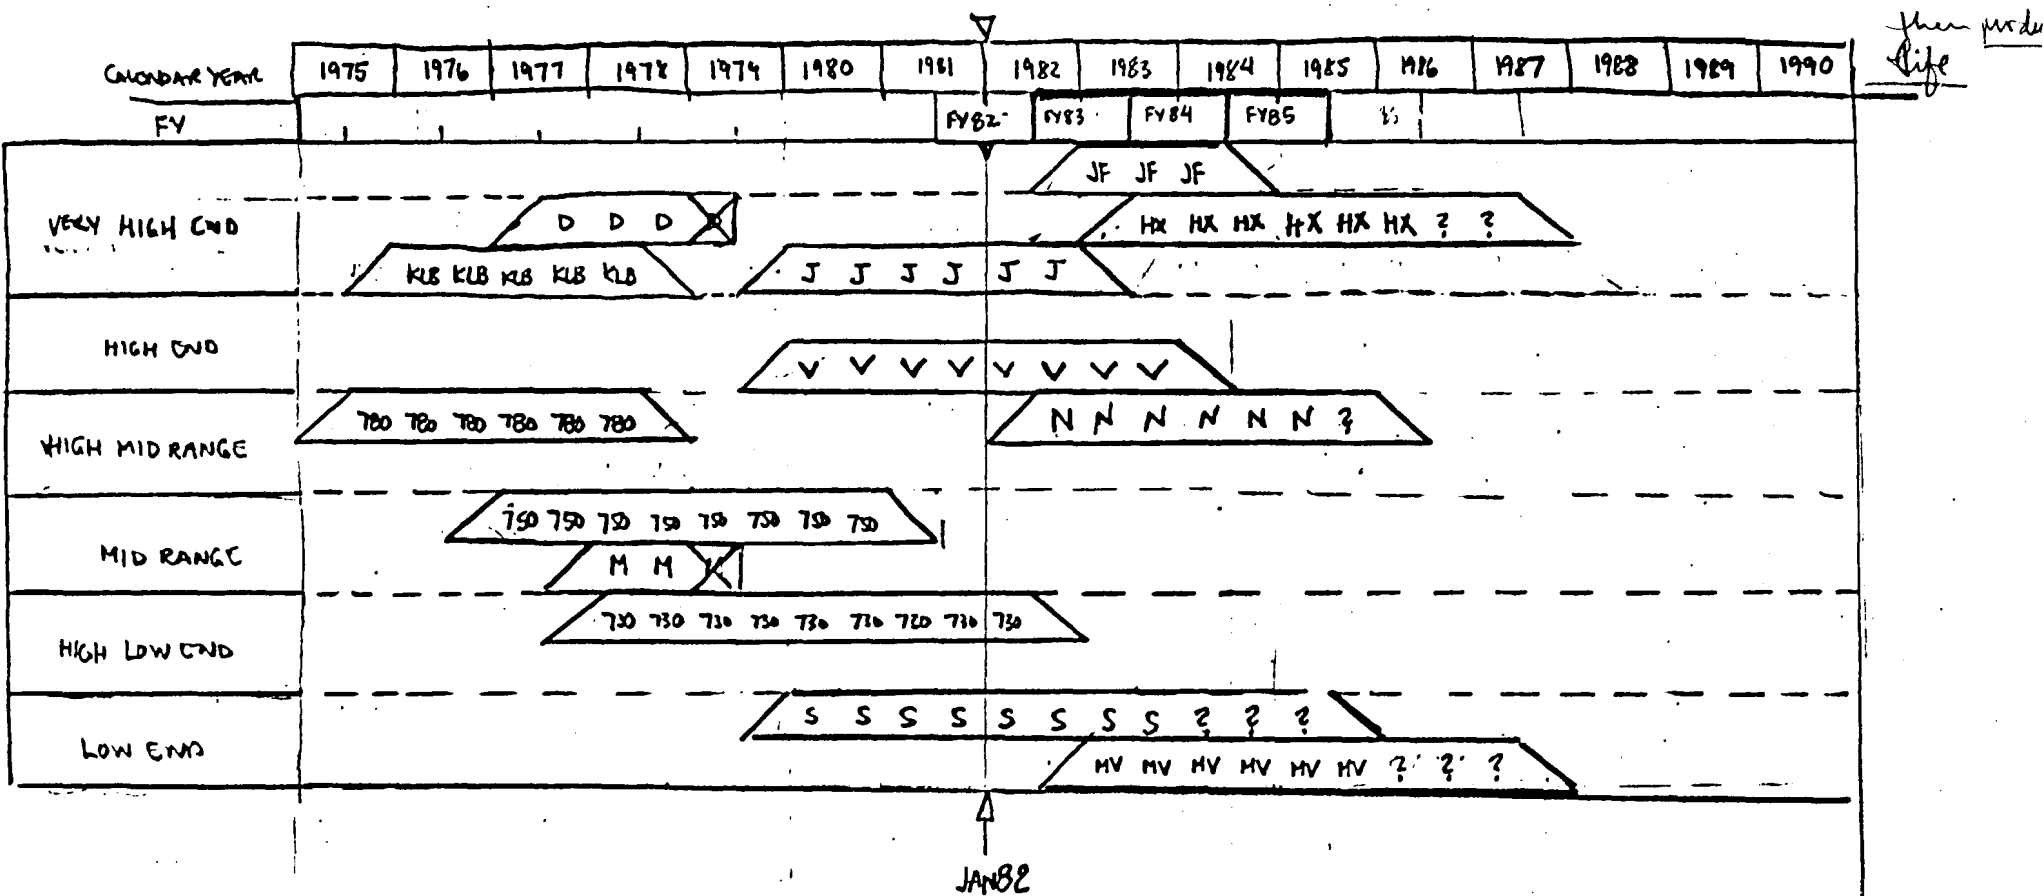 then
life
CALENDAR YEAR 1975 1976 1977 1978 1979 1980 1981 1982 1983 1984 1985 1986 1987 1988 1989 1990
FY FY82 FY83 FY84 FY85
JF JF JF
VERY HIGH END D D D D HX HX HX HX HX HX ? ?
KLB KLB KLB KLB KLB J J J J J J
HIGH END V V V V V V V V
HIGH MID RANGE 780 780 780 780 780 780 N N N N N N ?
750 750 750 750 750 750 750 750
MID RANGE M M M
HIGH LOW END 730 730 730 730 730 730 730 730 730
S S S S S S S S ? ? ?
LOW END MV MV MV MV MV MV ? ? ?
JAN82